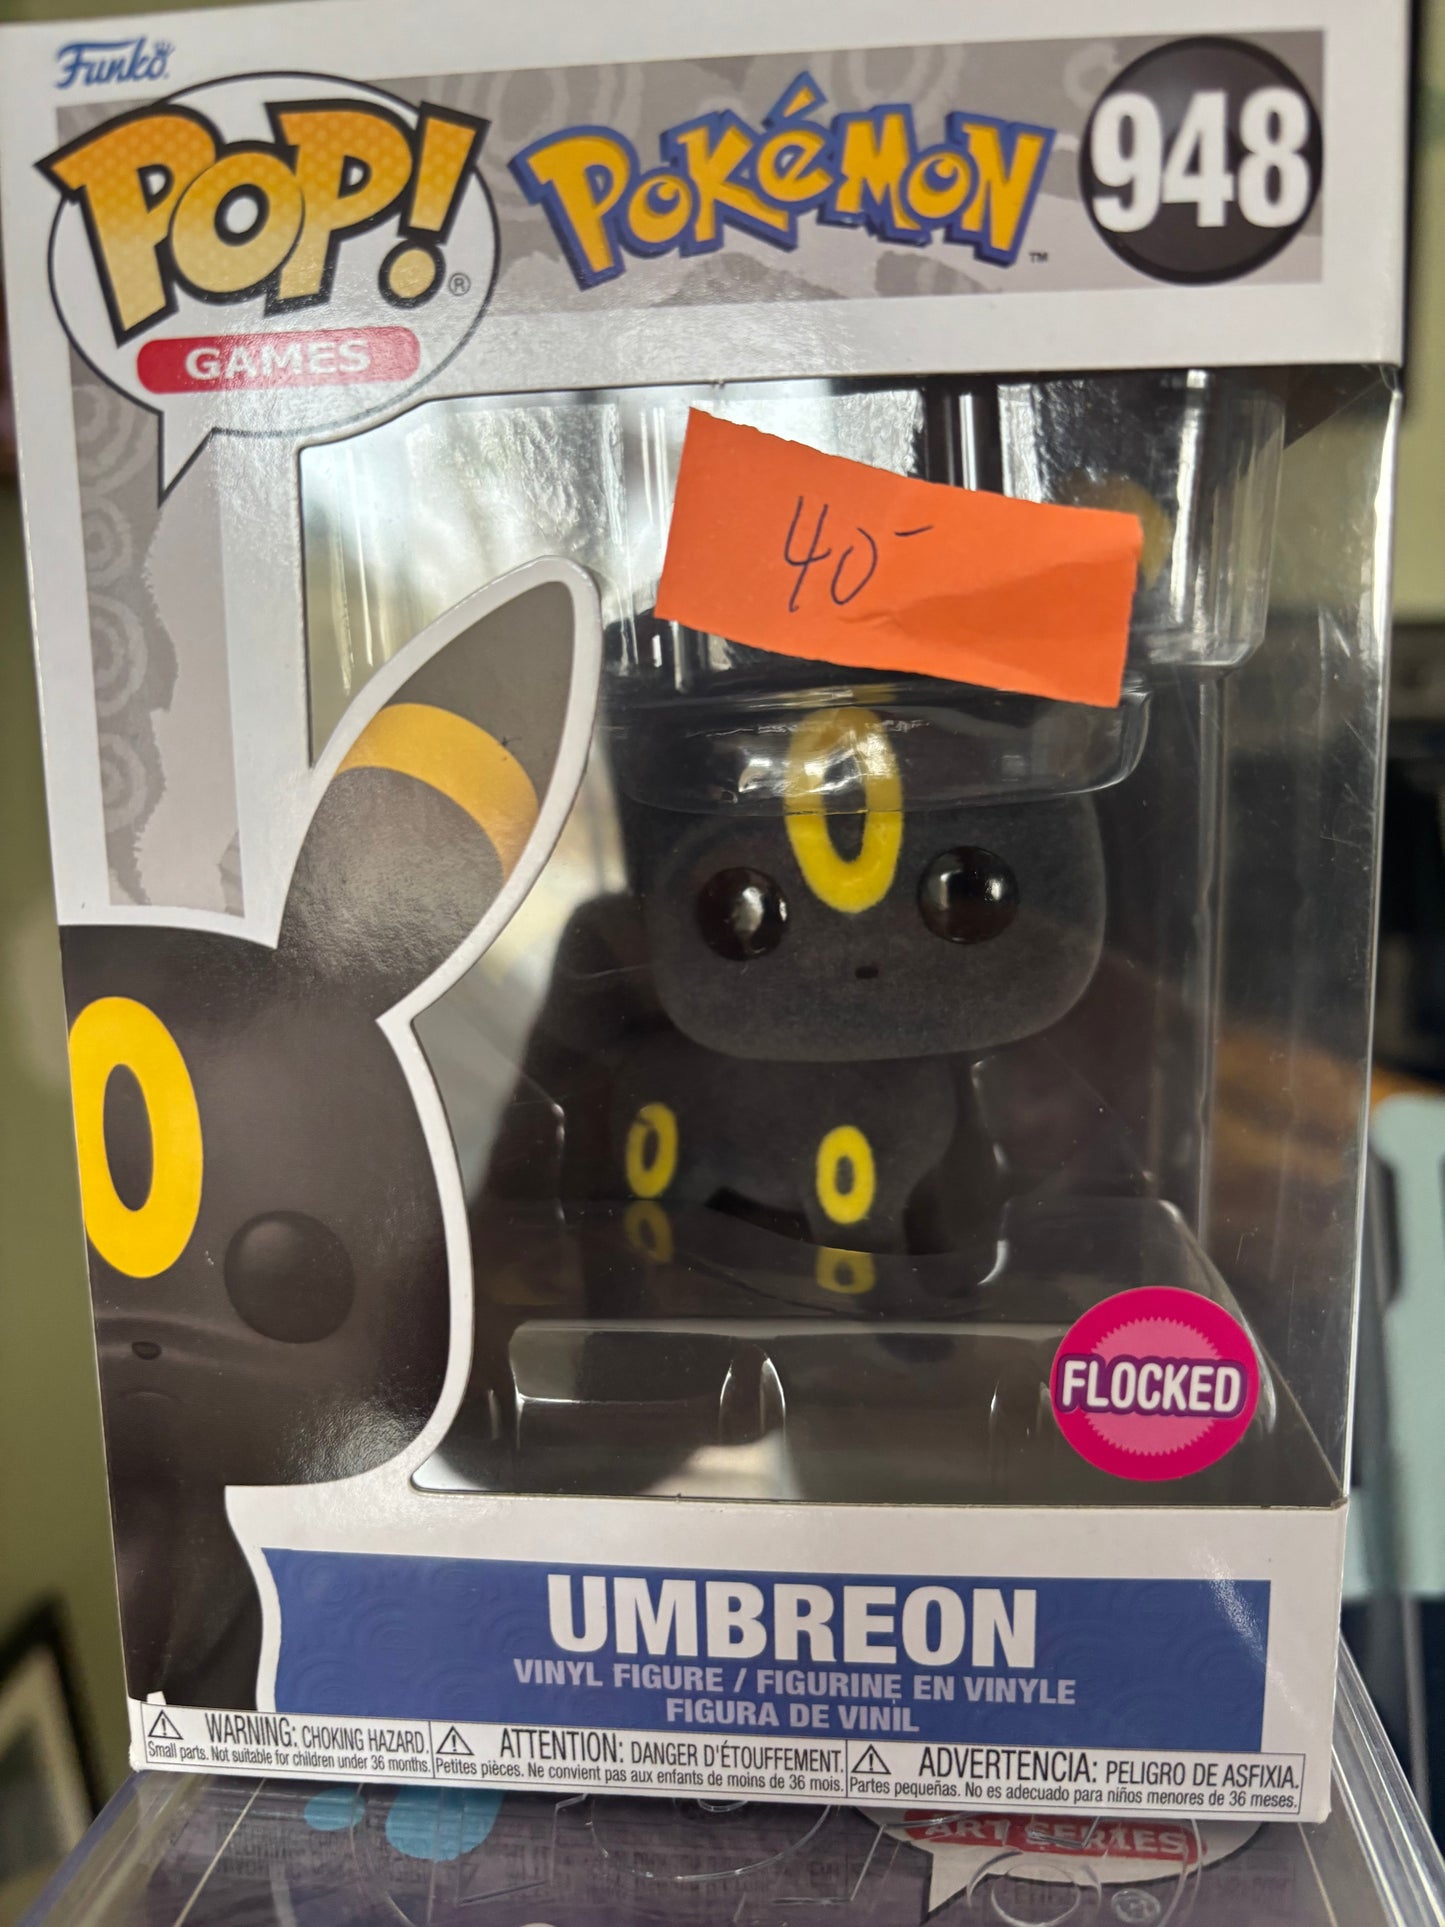 Funko
POP!®
GAMES
POKéMON™
948
40-
FLOCKED
UMBREON
VINYL FIGURE / FIGURINE EN VINYLE
FIGURA DE VINIL
WARNING: CHOKING HAZARD.
Small parts. Not suitable for children under 36 months.
ATTENTION: DANGER D'ÉTOUFFEMENT.
Petites pièces. Ne convient pas aux enfants de moins de 36 mois.
ADVERTENCIA: PELIGRO DE ASFIXIA.
Partes pequeñas. No es adecuado para niños menores de 36 meses.
ART SERIES